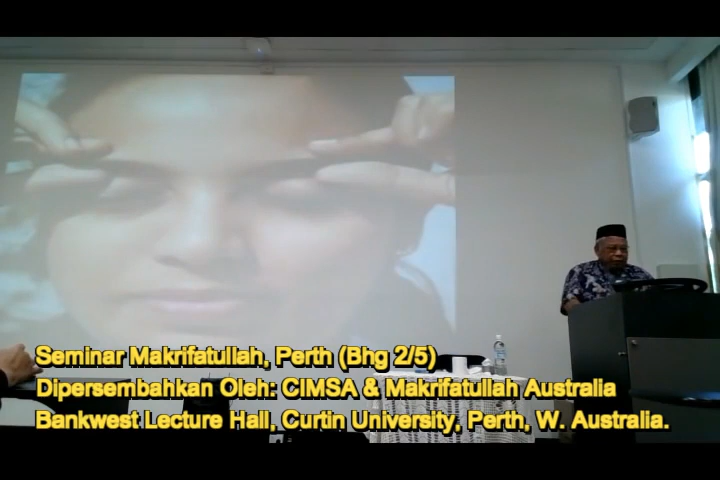 Seminar Makrifatullah, Perth (Bhg 2/5)
Dipersembahkan Oleh: CIMSA & Makrifatullah Australia
Bankwest Lecture Hall, Curtin University, Perth, W. Australia.